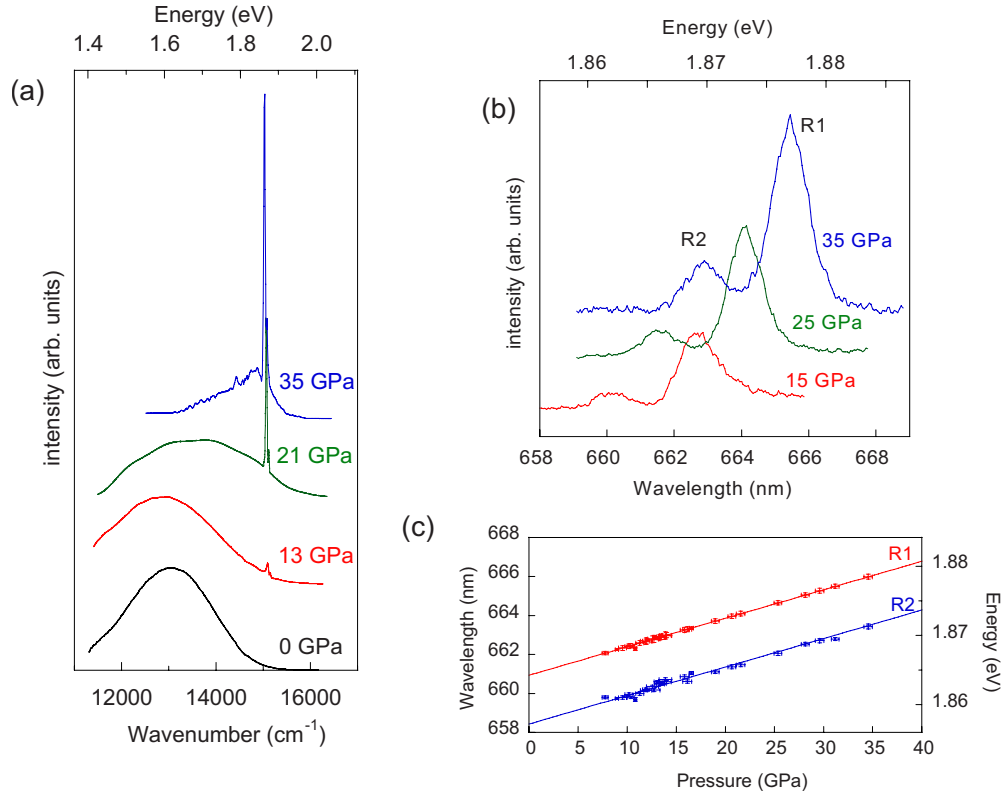 Energy (eV)
1.4 1.6 1.8 2.0
(a)
intensity (arb. units)
35 GPa
21 GPa
13 GPa
0 GPa
12000 14000 16000
Wavenumber (cm-1)
Energy (eV)
1.86 1.87 1.88
(b)
intensity (arb. units)
R1
R2
35 GPa
25 GPa
15 GPa
658 660 662 664 666 668
Wavelength (nm)
(c)
Wavelength (nm)
668
666
664
662
660
658
R1
R2
1.88
1.87
1.86
Energy (eV)
0 5 10 15 20 25 30 35 40
Pressure (GPa)